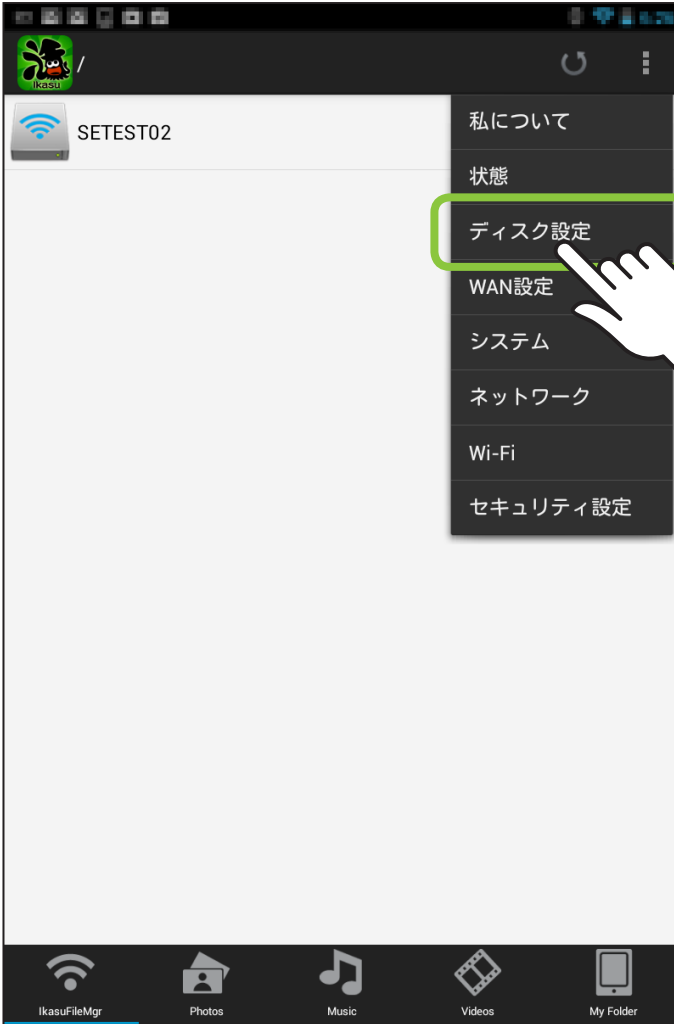 Ikasu
/
SETEST02
私について
状態
ディスク設定
WAN設定
システム
ネットワーク
Wi-Fi
セキュリティ設定
IkasuFileMgr
Photos
Music
Videos
My Folder